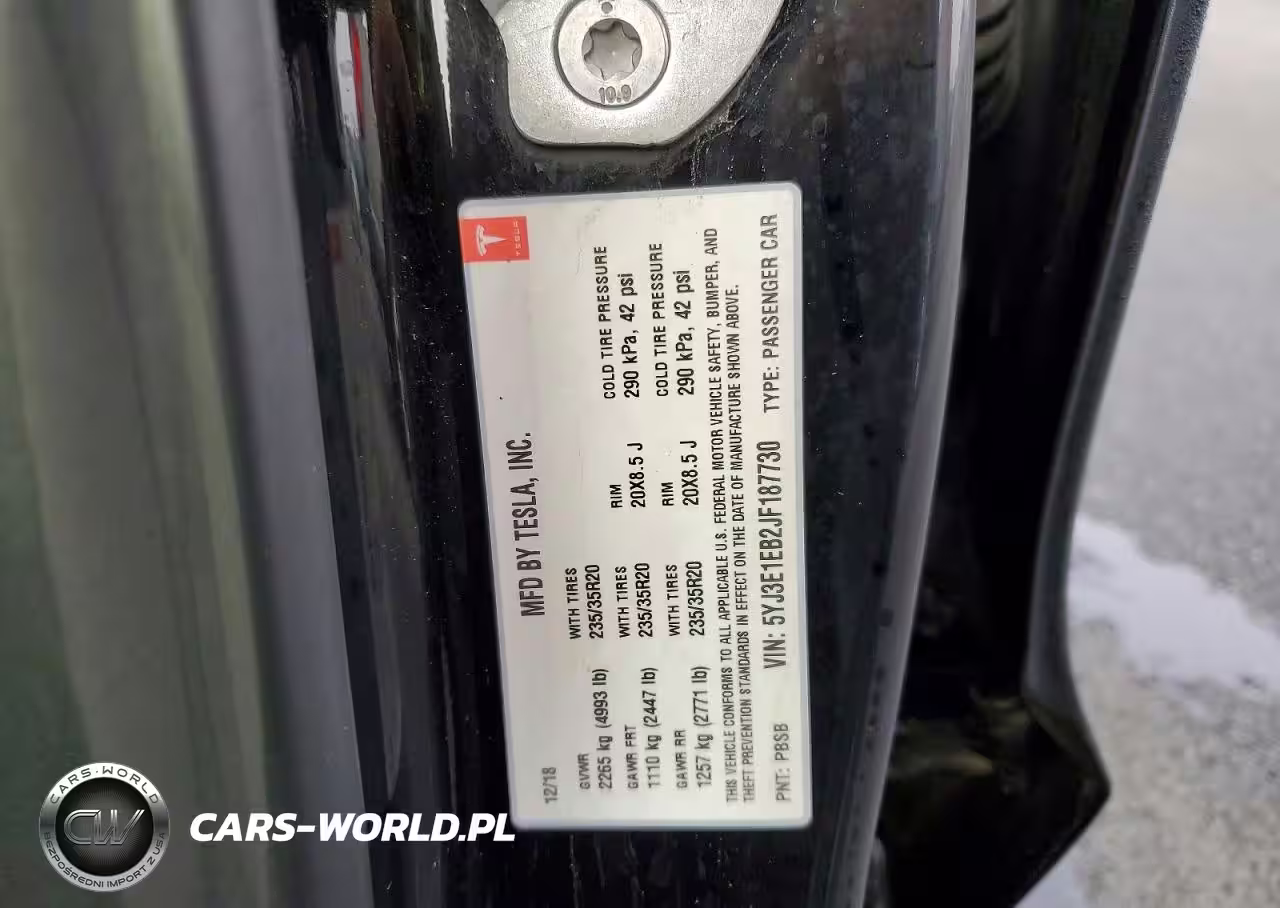 10.9
TESLA
MFD BY TESLA, INC.
12/18
GVWR WITH TIRES RIM COLD TIRE PRESSURE
2265 kg (4993 lb) 235/35R20 20X8.5 J 290 kPa, 42 psi
GAWR FRT WITH TIRES RIM COLD TIRE PRESSURE
1110 kg (2447 lb) 235/35R20 20X8.5 J 290 kPa, 42 psi
GAWR RR WITH TIRES
1257 kg (2771 lb) 235/35R20
THIS VEHICLE CONFORMS TO ALL APPLICABLE U.S. FEDERAL MOTOR VEHICLE SAFETY, BUMPER, AND
THEFT PREVENTION STANDARDS IN EFFECT ON THE DATE OF MANUFACTURE SHOWN ABOVE.
PNT: PBSB VIN: 5YJ3E1EB2JF187730 TYPE: PASSENGER CAR
CARS-WORLD
CW
BEZPOŚREDNI IMPORT Z USA
CARS-WORLD.PL